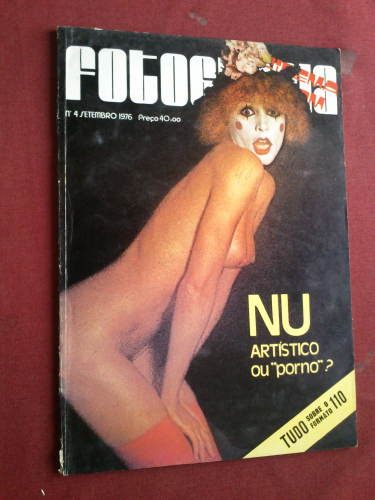 nº 4 SETEMBRO 1976 Preço 40.00
NU
ARTÍSTICO
ou "porno"?
TUDO SOBRE O FORMATO 110